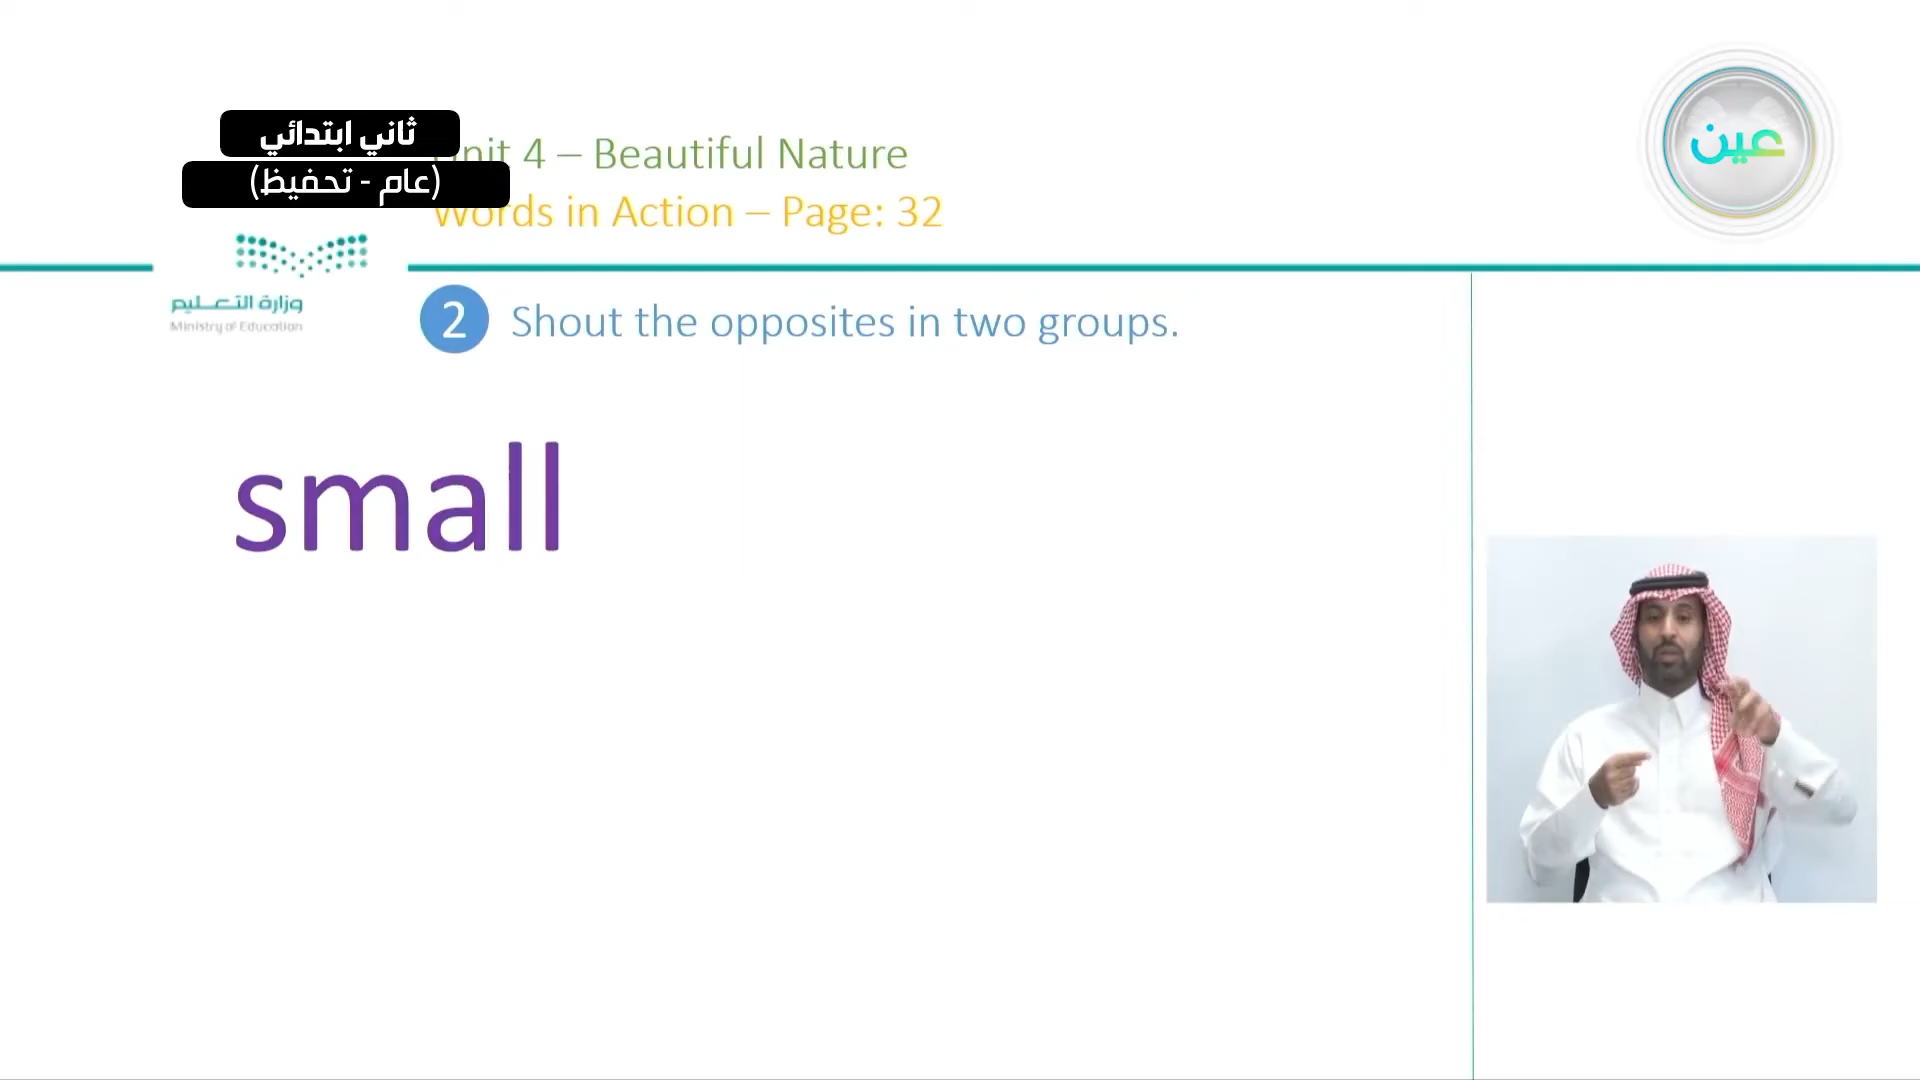 ثاني ابتدائي
(عام - تحفيظ)
Unit 4 – Beautiful Nature
Words in Action – Page: 32
عين
وزارة التعليم
Ministry of Education
2 Shout the opposites in two groups.
small